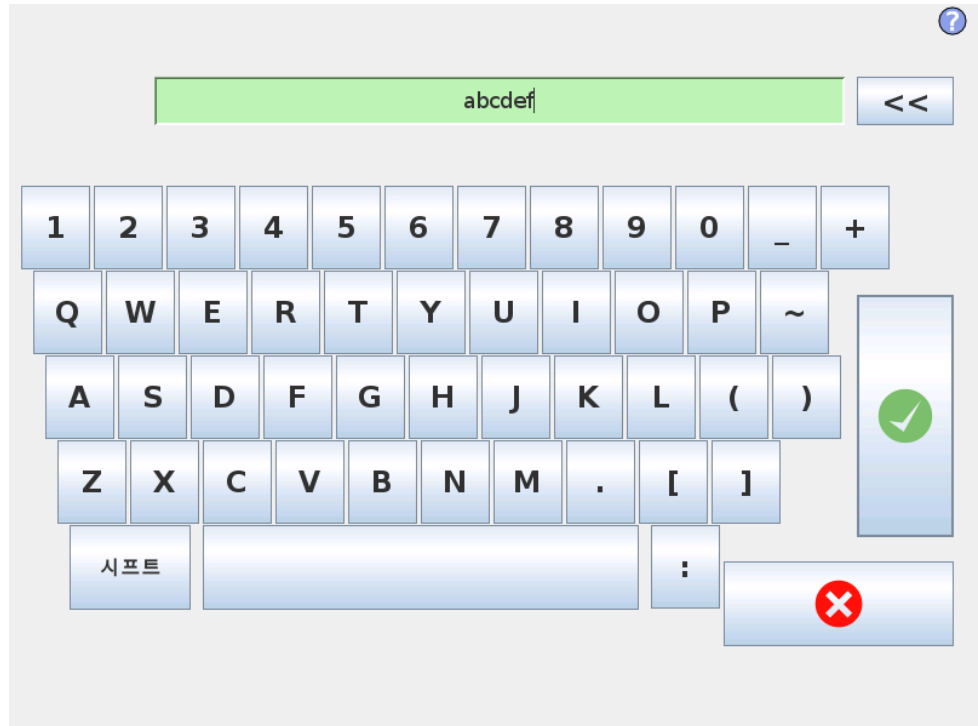 ?
abcdef
<<
1 2 3 4 5 6 7 8 9 0 _ +
Q W E R T Y U I O P ~
A S D F G H J K L ( )
Z X C V B N M . [ ]
시프트 :